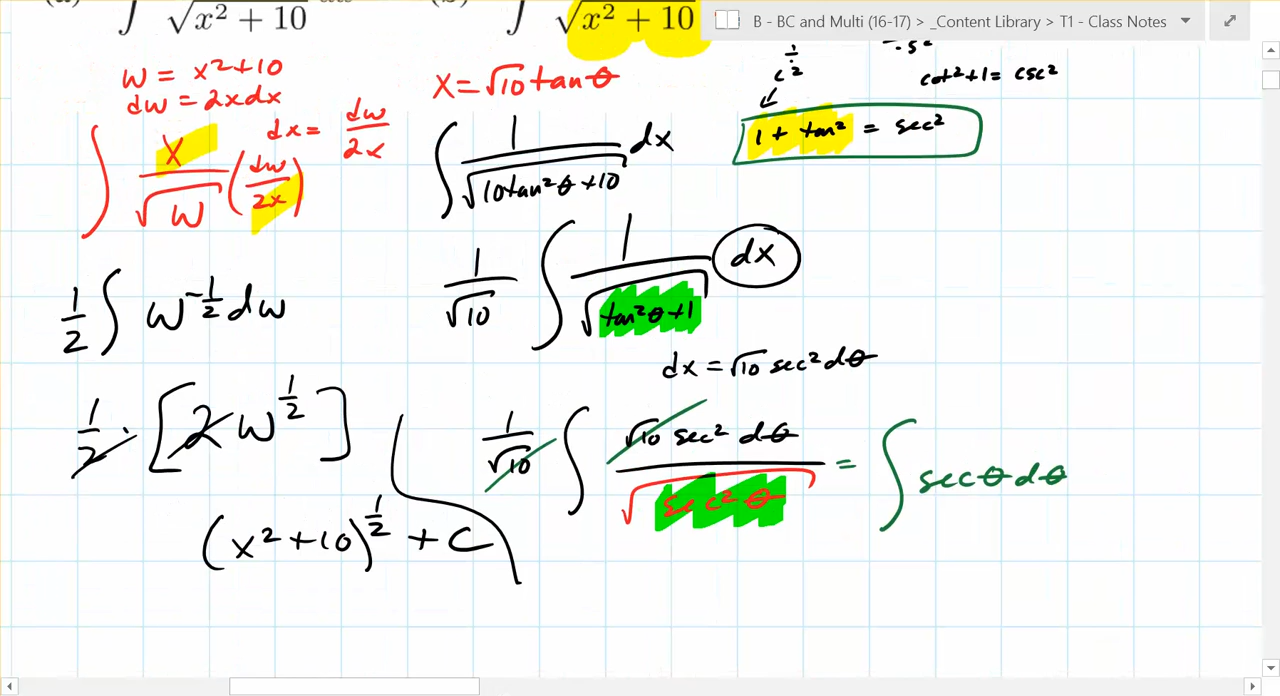 ∫ √(x² + 10)
∫ √(x² + 10)
B - BC and Multi (16-17) > _Content Library > T1 - Class Notes
w = x²+10
dw = 2x dx
dx = dw/2x
∫ x/√w (dw/2x)
1/2 ∫ w^(-1/2) dw
1/2 · [2w^(1/2)]
(x²+10)^(1/2) + C
x = √10 tanθ
∫ 1/√(10tan²θ+10) dx
1/√10 ∫ 1/√(tan²θ+1) dx
dx = √10 sec² dθ
1/√10 ∫ √10 sec² dθ/√(sec²θ) = ∫ secθ dθ
cot²+1 = csc²
1 + tan² = sec²